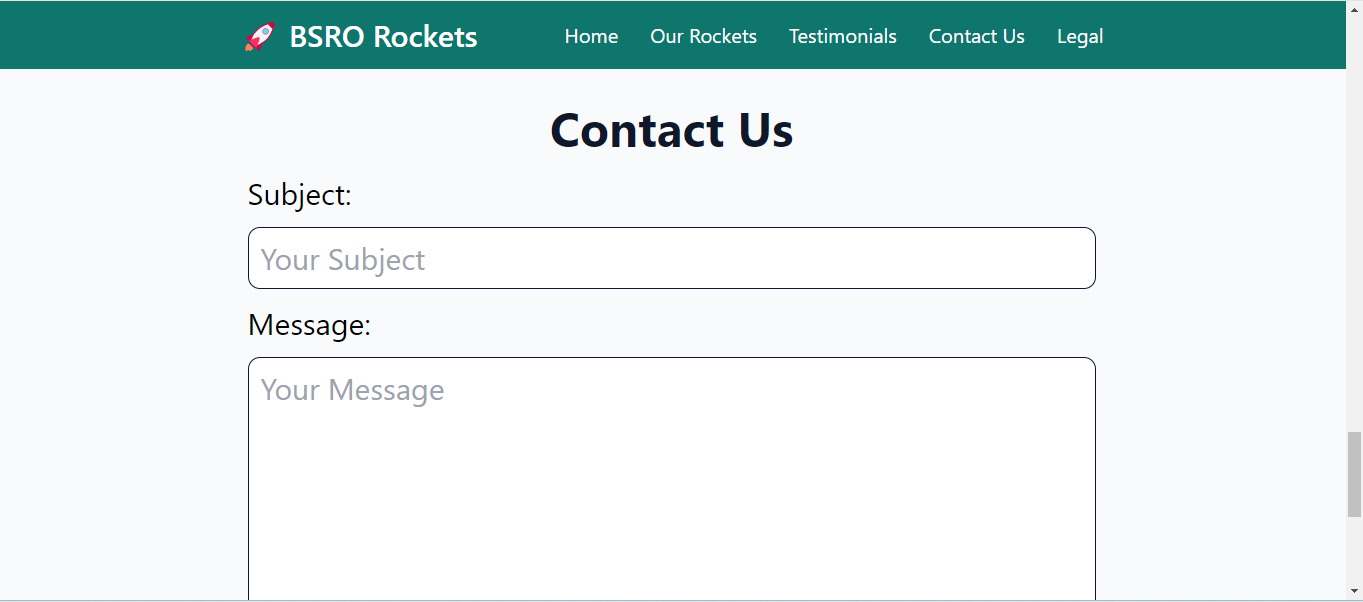 BSRO Rockets Home Our Rockets Testimonials Contact Us Legal
Contact Us
Subject:
Your Subject
Message:
Your Message